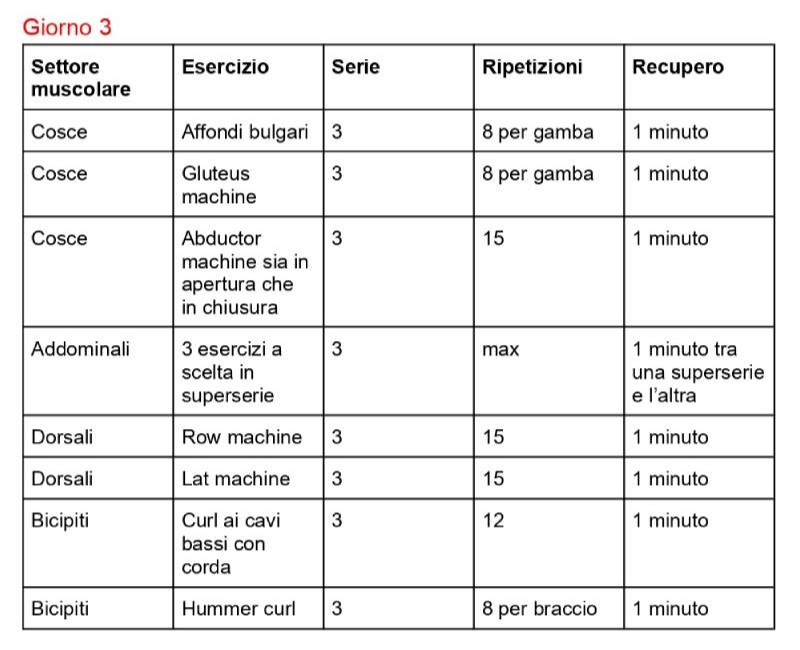 Giorno 3
Settore muscolare Esercizio Serie Ripetizioni Recupero
Cosce Affondi bulgari 3 8 per gamba 1 minuto
Cosce Gluteus machine 3 8 per gamba 1 minuto
Cosce Abductor machine sia in apertura che in chiusura 3 15 1 minuto
Addominali 3 esercizi a scelta in superserie 3 max 1 minuto tra una superserie e l’altra
Dorsali Row machine 3 15 1 minuto
Dorsali Lat machine 3 15 1 minuto
Bicipiti Curl ai cavi bassi con corda 3 12 1 minuto
Bicipiti Hummer curl 3 8 per braccio 1 minuto